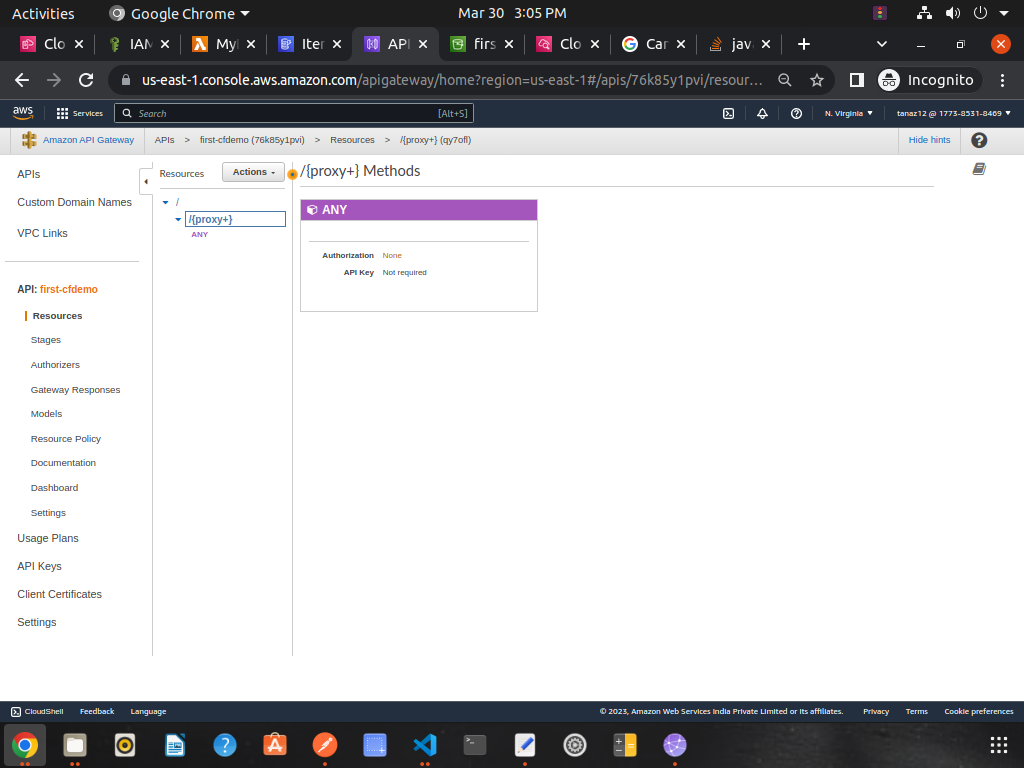 Activities
Google Chrome
Mar 30 3:05 PM
Clo
IAM
MyL
Iter
API
firs
Clo
Car
java
us-east-1.console.aws.amazon.com/apigateway/home?region=us-east-1#/apis/76k85y1pvi/resour...
Incognito
aws
Services
Search
[Alt+S]
N. Virginia
tanaz12 @ 1773-8531-8469
Amazon API Gateway
APIs > first-cfdemo (76k85y1pvi) > Resources > /{proxy+} (qy7ofl)
Hide hints
?
APIs
Custom Domain Names
VPC Links
API: first-cfdemo
Resources
Stages
Authorizers
Gateway Responses
Models
Resource Policy
Documentation
Dashboard
Settings
Usage Plans
API Keys
Client Certificates
Settings
Resources
Actions
/
/{proxy+}
ANY
/{proxy+} Methods
ANY
Authorization None
API Key Not required
CloudShell
Feedback
Language
© 2023, Amazon Web Services India Private Limited or its affiliates.
Privacy
Terms
Cookie preferences